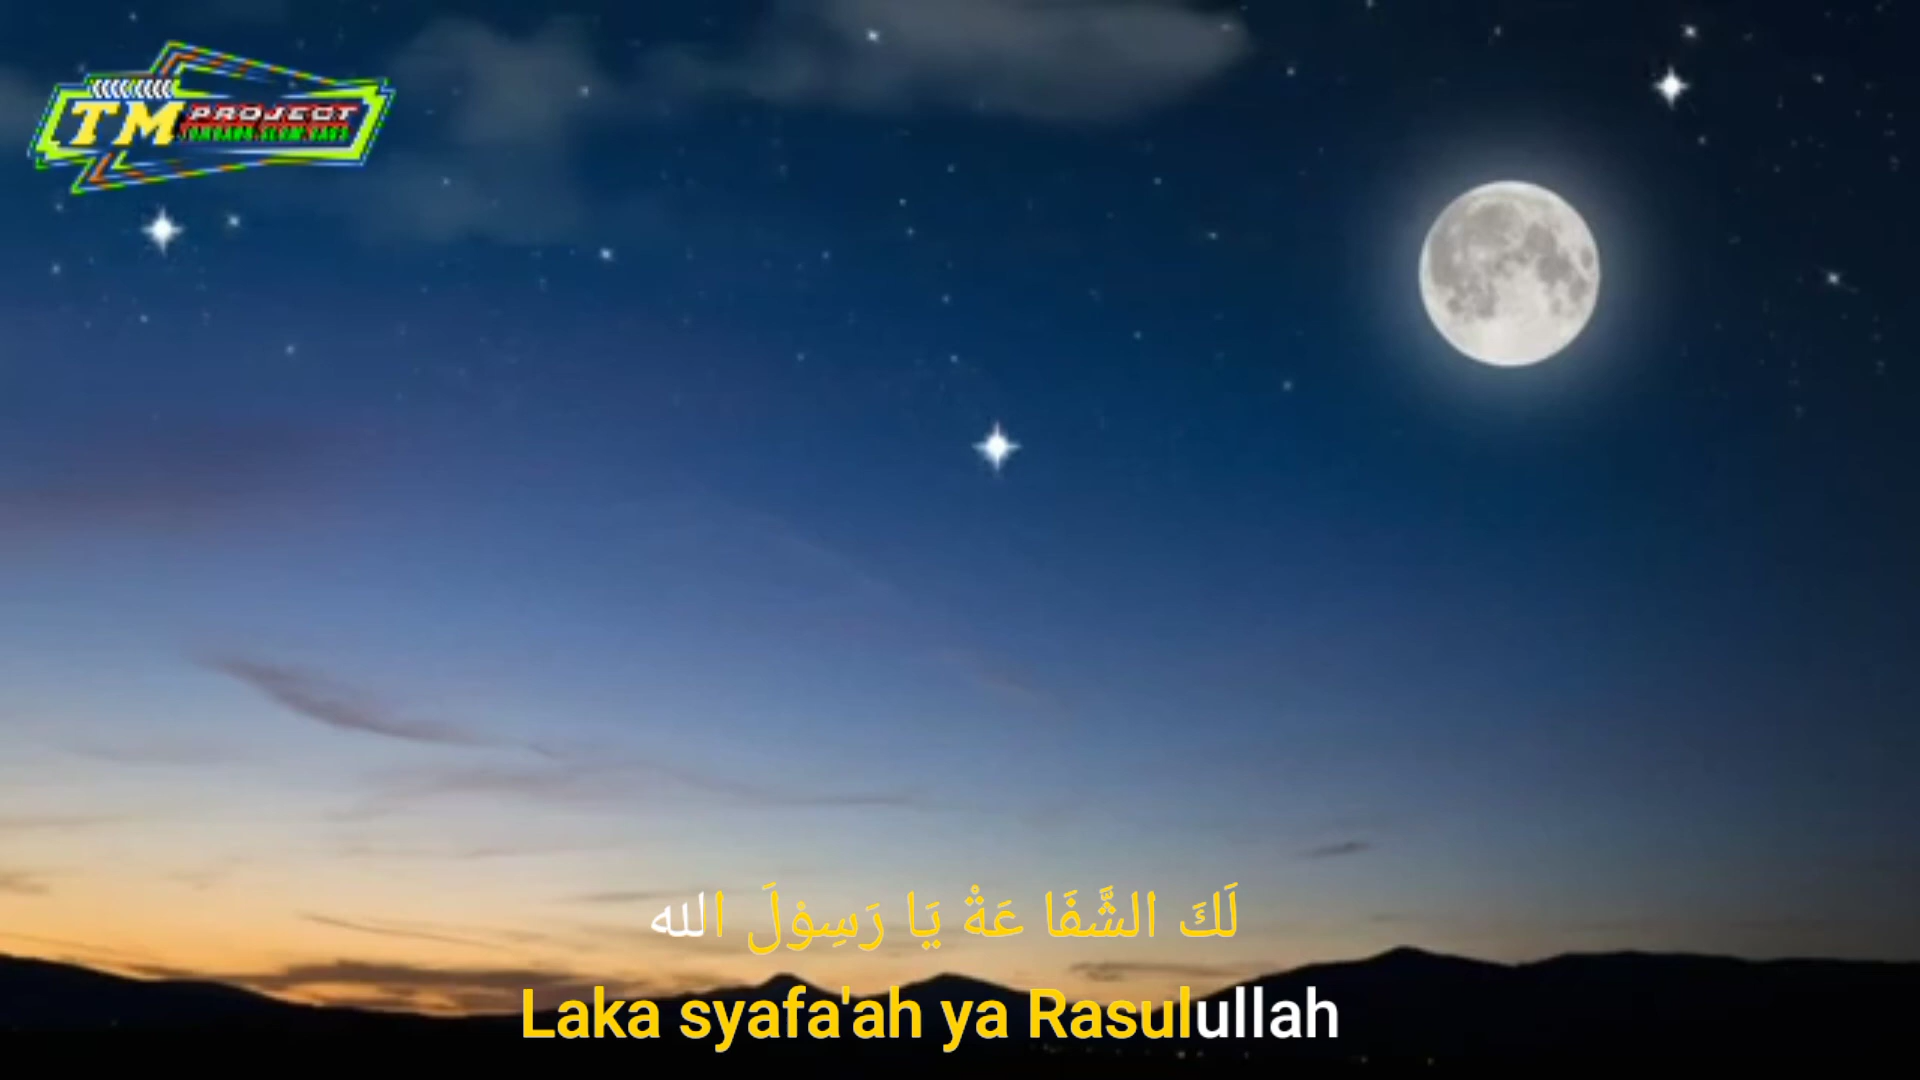 TM PROJECT
لَكَ الشَّفَا عَةْ يَا رَسِوْلَ الله
Laka syafa'ah ya Rasulullah